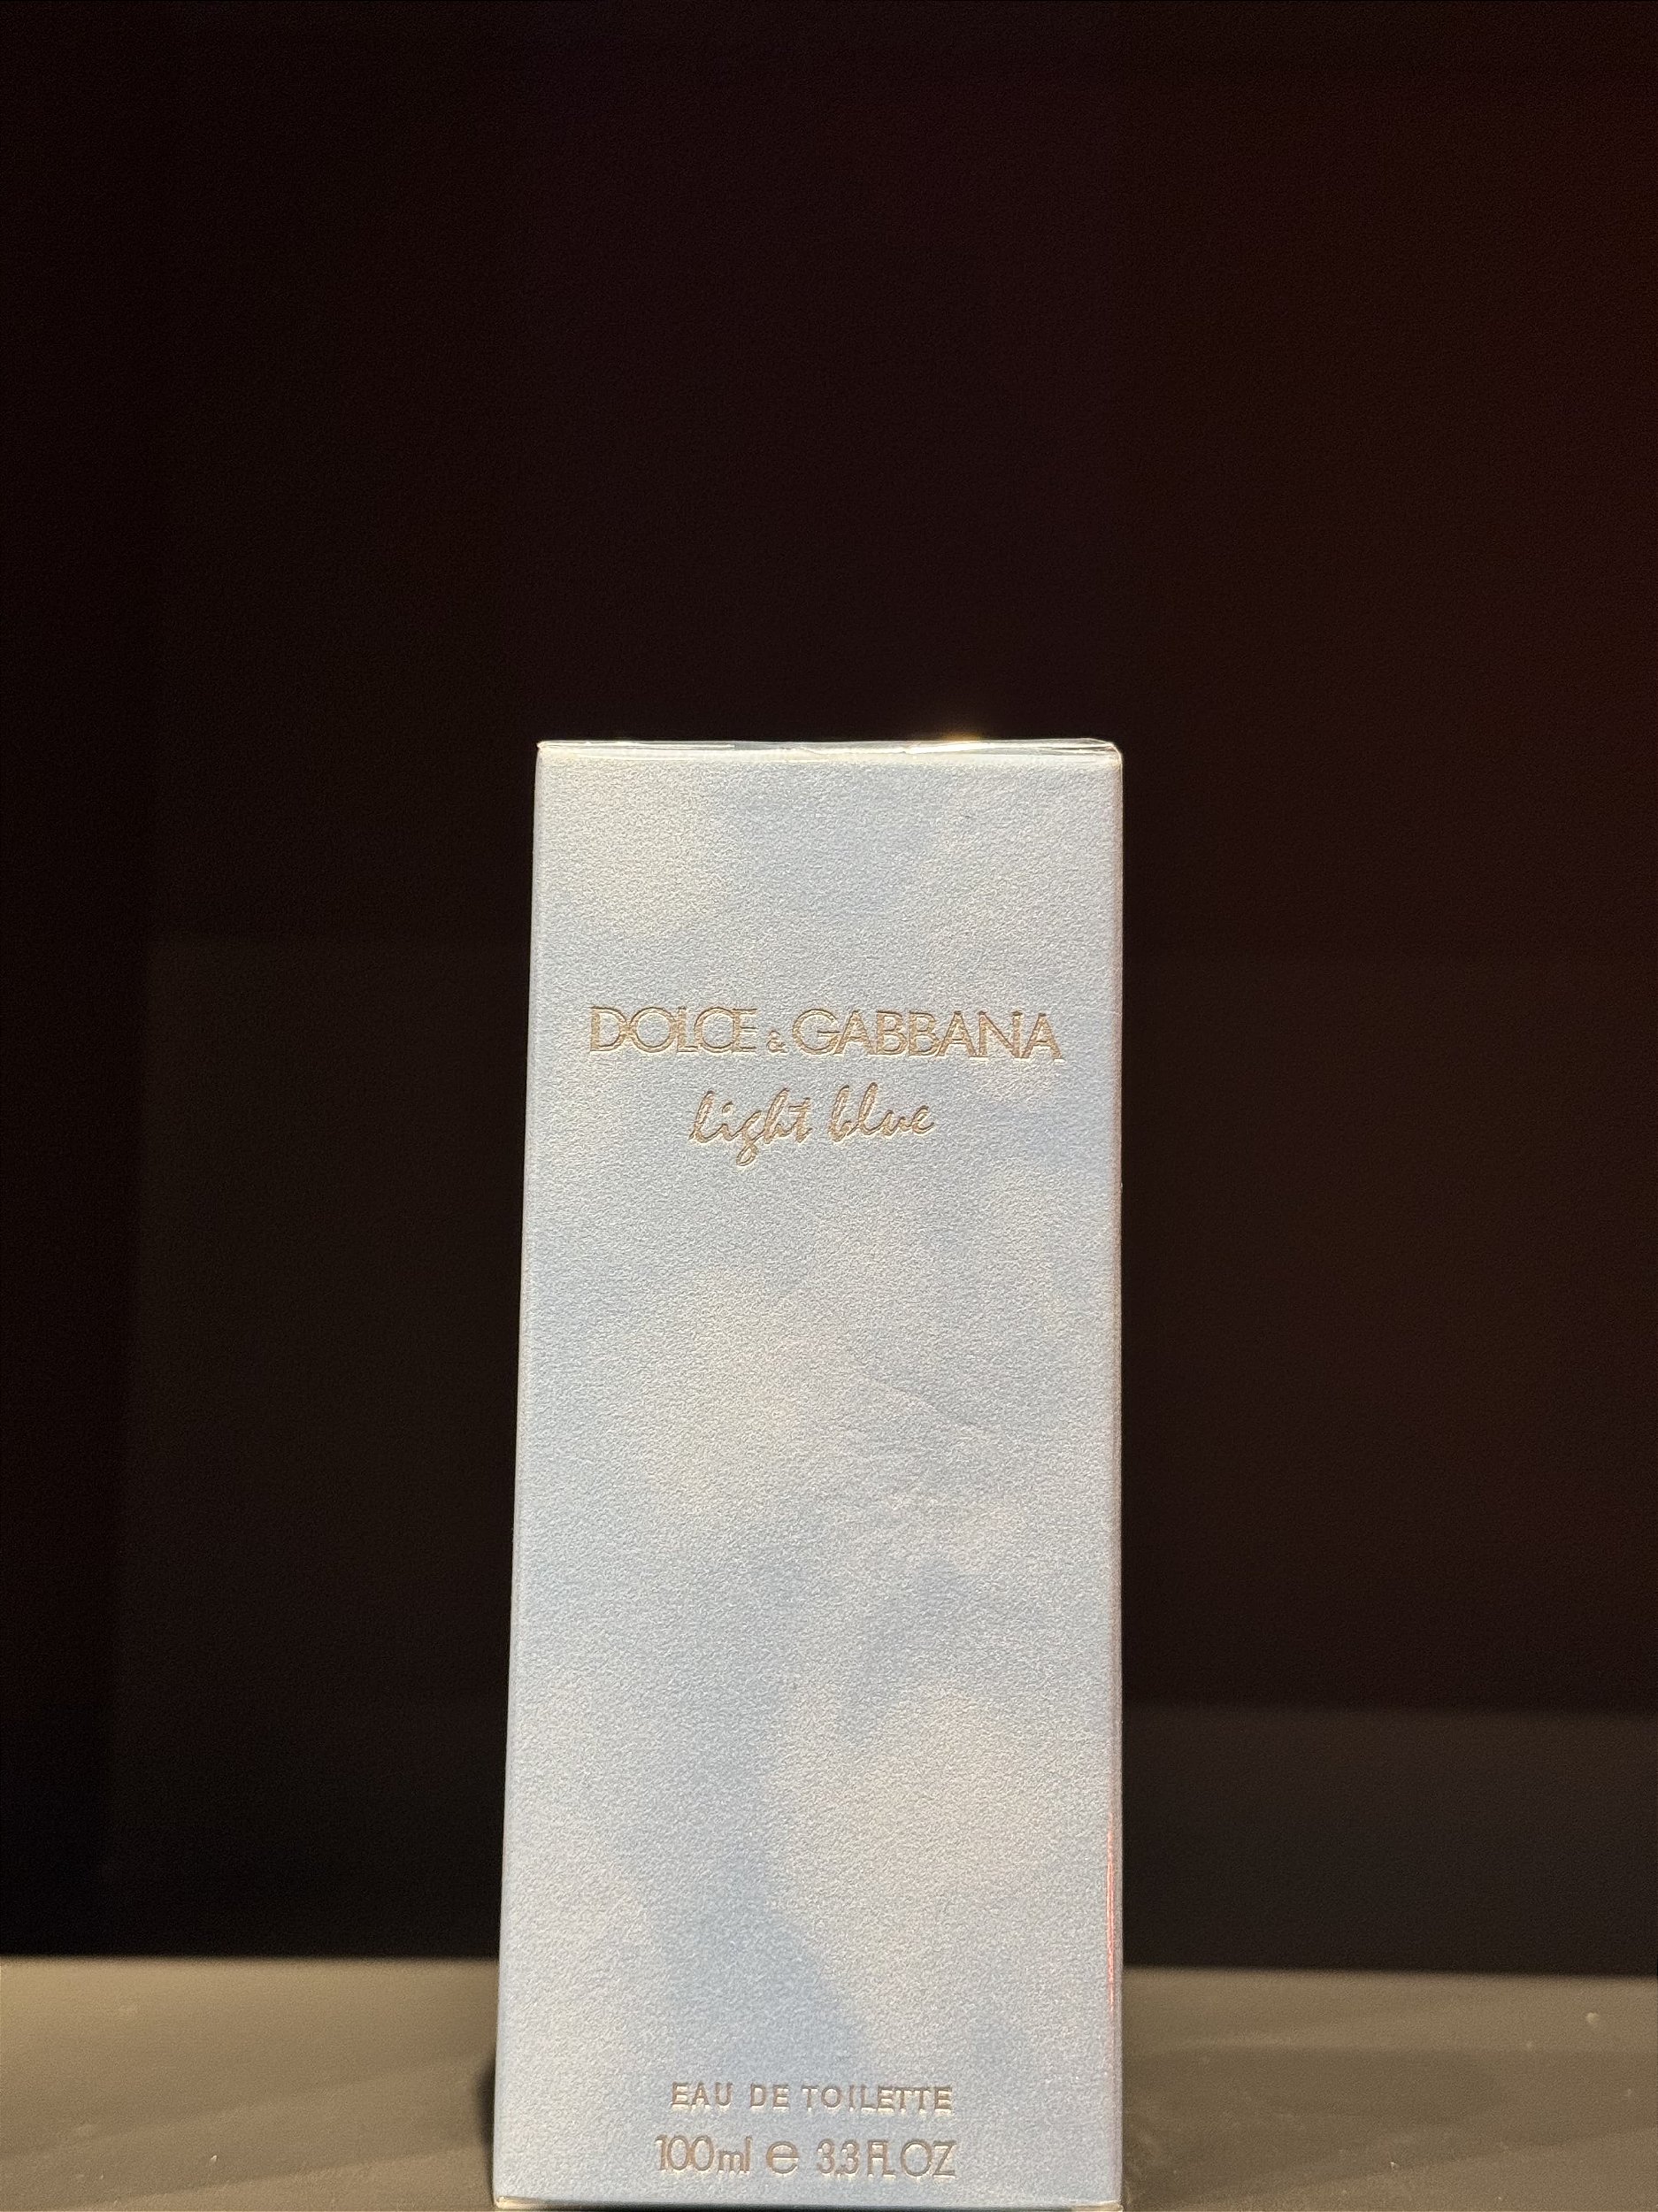 DOLCE & GABBANA
light blue
EAU DE TOILETTE
100ml e 3.3 FL OZ